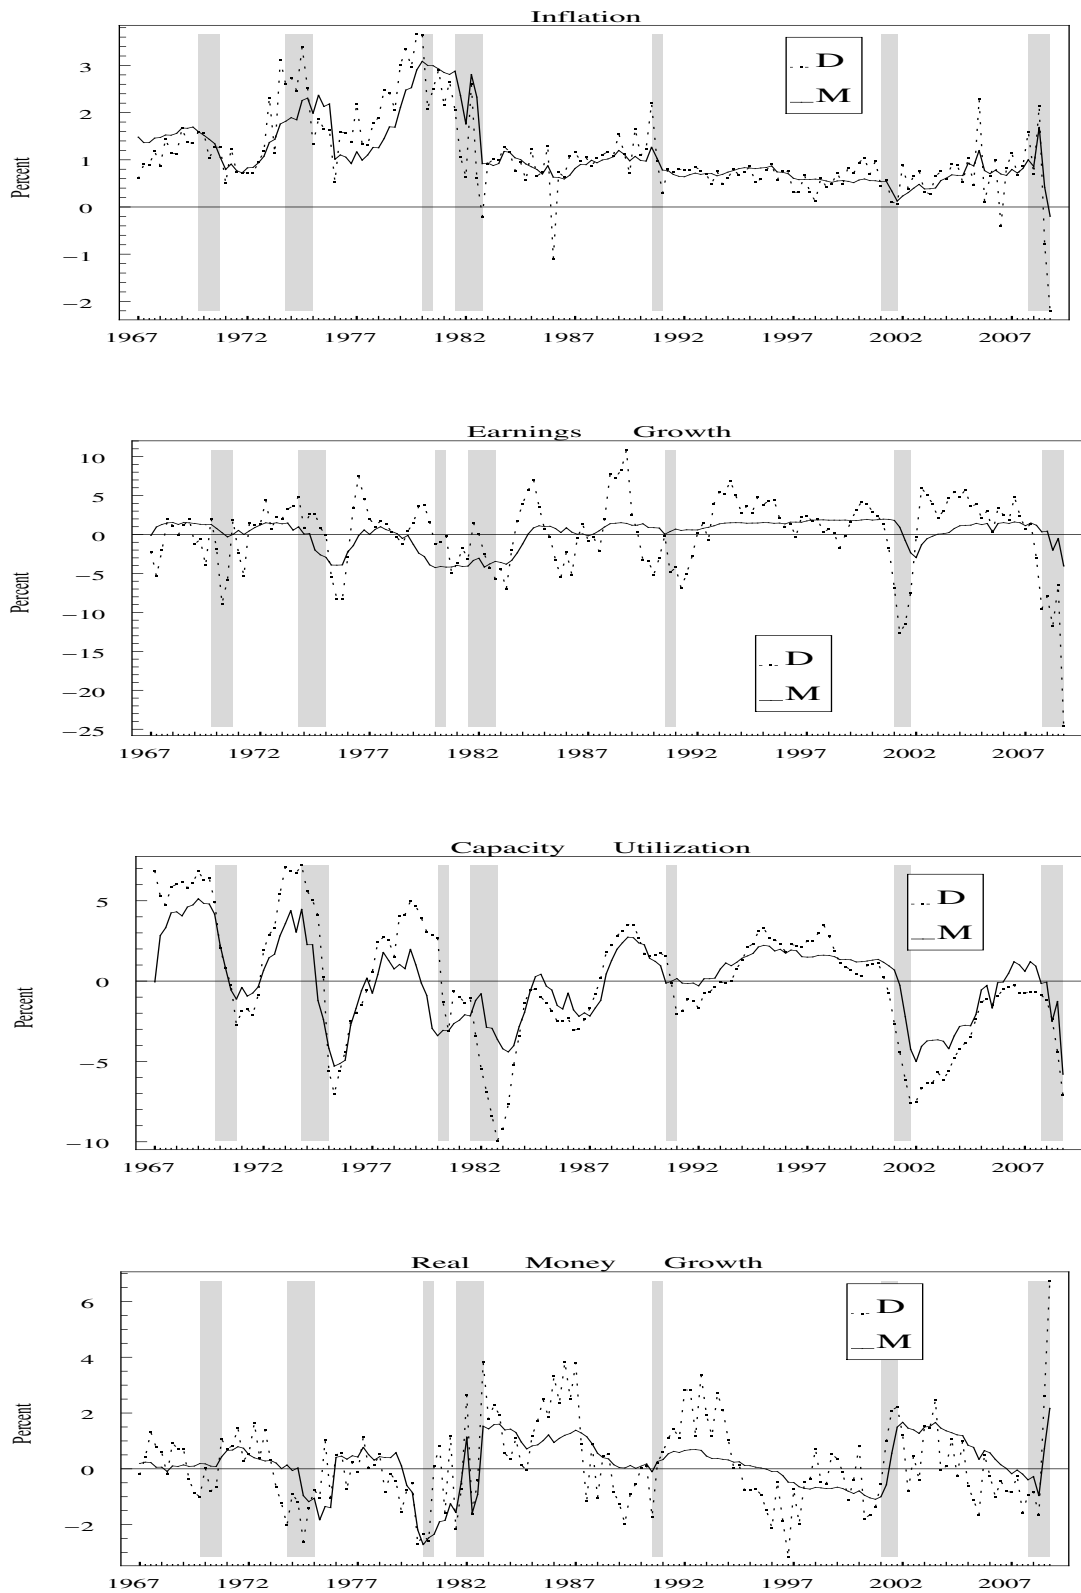 Inflation
D
M
Percent
3
2
1
0
−1
−2
1967 1972 1977 1982 1987 1992 1997 2002 2007
Earnings Growth
Percent
10
5
0
−5
−10
−15
−20
−25
D
M
1967 1972 1977 1982 1987 1992 1997 2002 2007
Capacity Utilization
D
M
Percent
5
0
−5
−10
1967 1972 1977 1982 1987 1992 1997 2002 2007
Real Money Growth
D
M
Percent
6
4
2
0
−2
1967 1972 1977 1982 1987 1992 1997 2002 2007